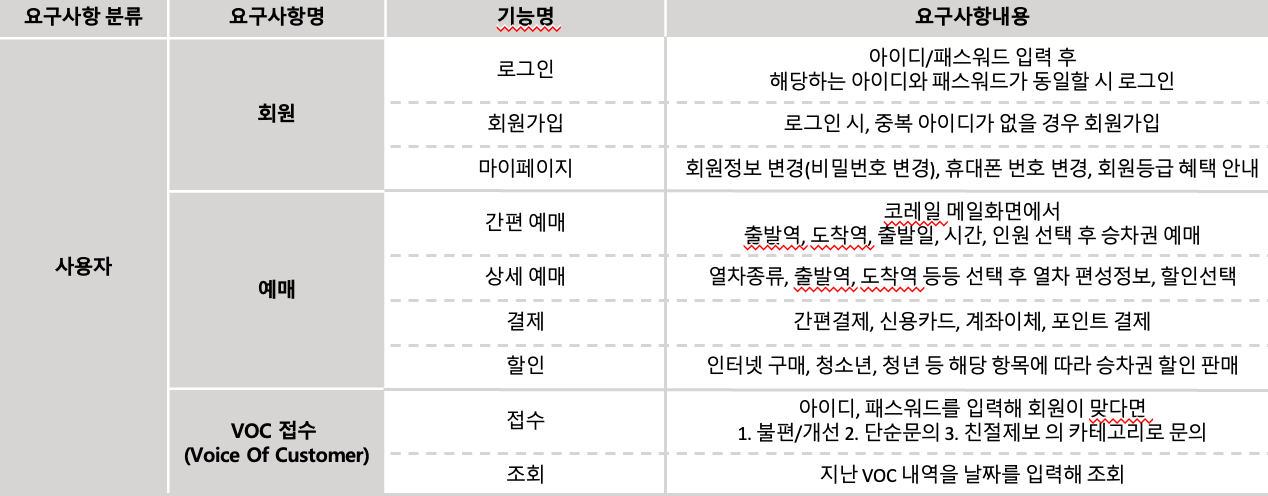 요구사항 분류 요구사항명 기능명 요구사항내용
사용자
회원
로그인
아이디/패스워드 입력 후
해당하는 아이디와 패스워드가 동일할 시 로그인
회원가입
로그인 시, 중복 아이디가 없을 경우 회원가입
마이페이지
회원정보 변경(비밀번호 변경), 휴대폰 번호 변경, 회원등급 혜택 안내
예매
간편 예매
코레일 메일화면에서
출발역, 도착역, 출발일, 시간, 인원 선택 후 승차권 예매
상세 예매
열차종류, 출발역, 도착역 등등 선택 후 열차 편성정보, 할인선택
결제
간편결제, 신용카드, 계좌이체, 포인트 결제
할인
인터넷 구매, 청소년, 청년 등 해당 항목에 따라 승차권 할인 판매
VOC 접수
(Voice Of Customer)
접수
아이디, 패스워드를 입력해 회원이 맞다면
1. 불편/개선 2. 단순문의 3. 친절제보 의 카테고리로 문의
조회
지난 VOC 내역을 날짜를 입력해 조회